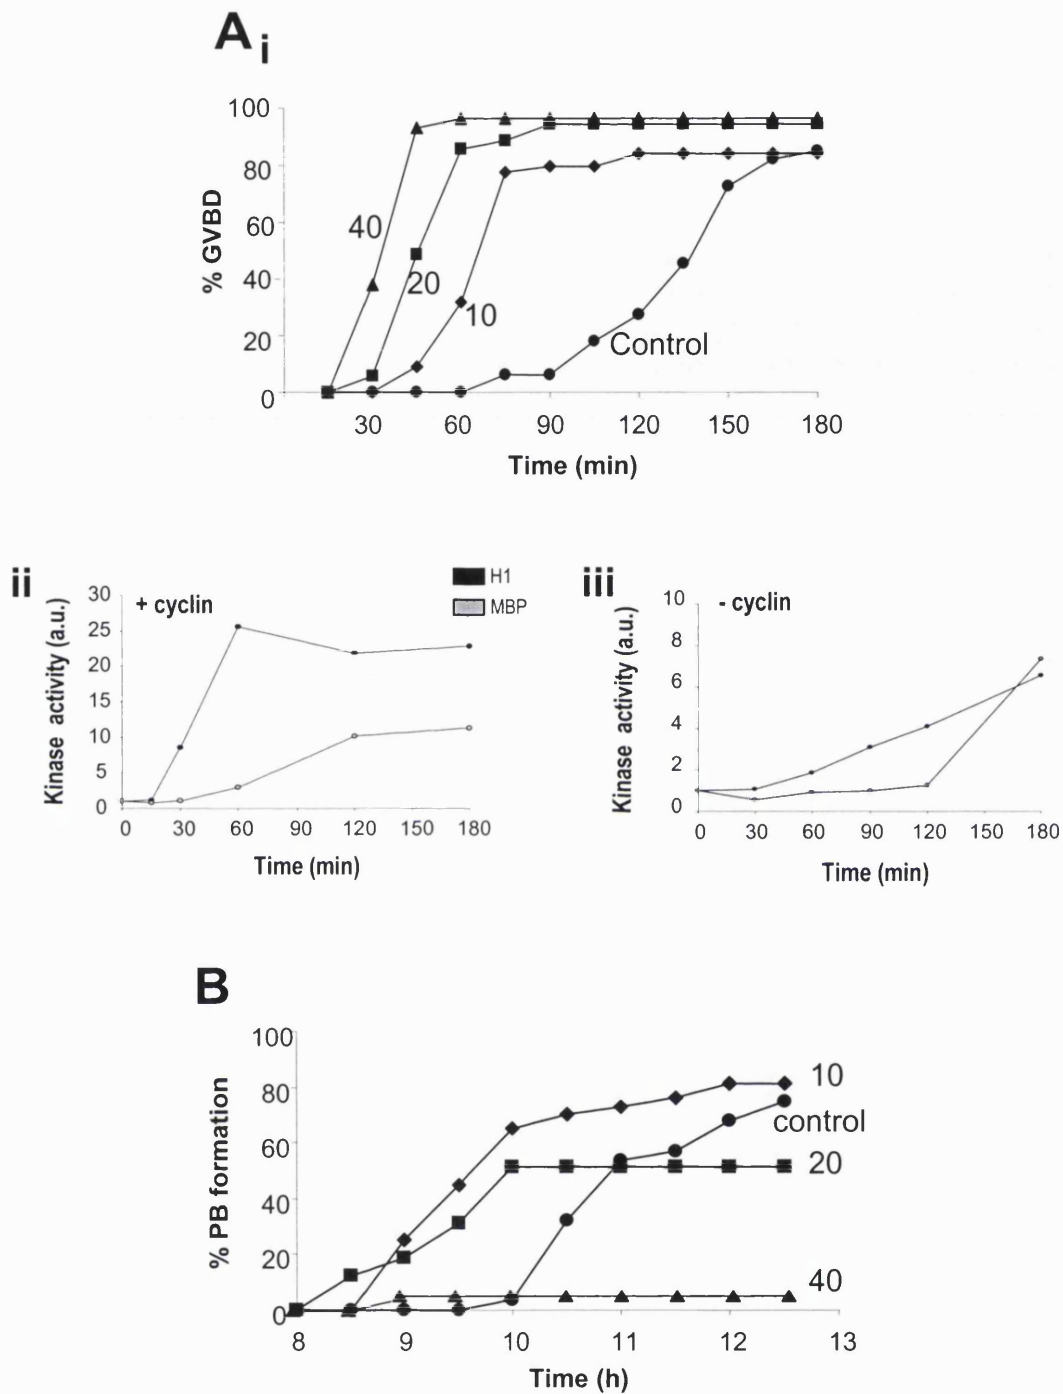 A i
100
80
60
40
20
0
% GVBD
40
20
10
Control
30 60 90 120 150 180
Time (min)
ii
30
25
20
15
10
5
0
Kinase activity (a.u.)
+ cyclin
H1
MBP
0 30 60 90 120 150 180
Time (min)
iii
10
8
6
4
2
0
Kinase activity (a.u.)
- cyclin
0 30 60 90 120 150 180
Time (min)
B
100
80
60
40
20
0
% PB formation
10
control
20
40
8 9 10 11 12 13
Time (h)